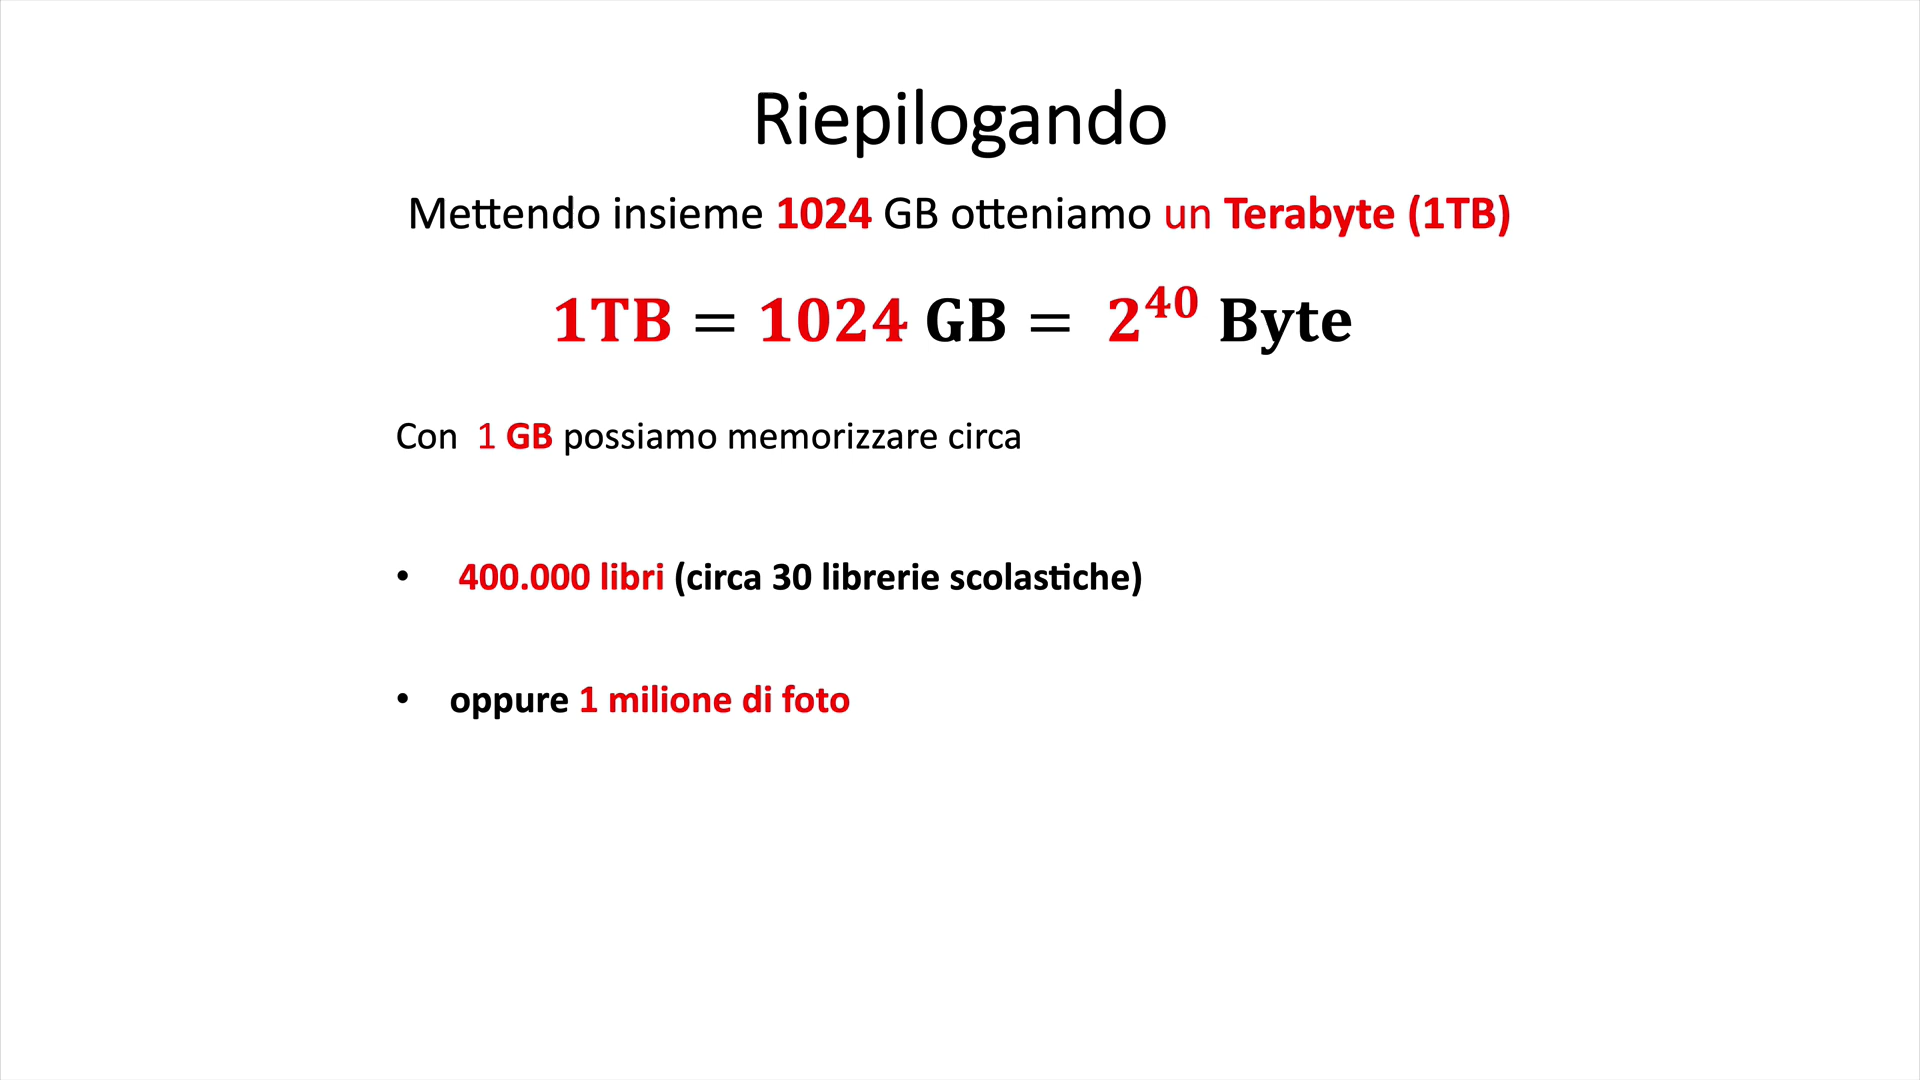 Riepilogando
Mettendo insieme 1024 GB otteniamo un Terabyte (1TB)
1TB = 1024 GB = 2⁴⁰ Byte
Con 1 GB possiamo memorizzare circa
• 400.000 libri (circa 30 librerie scolastiche)
• oppure 1 milione di foto